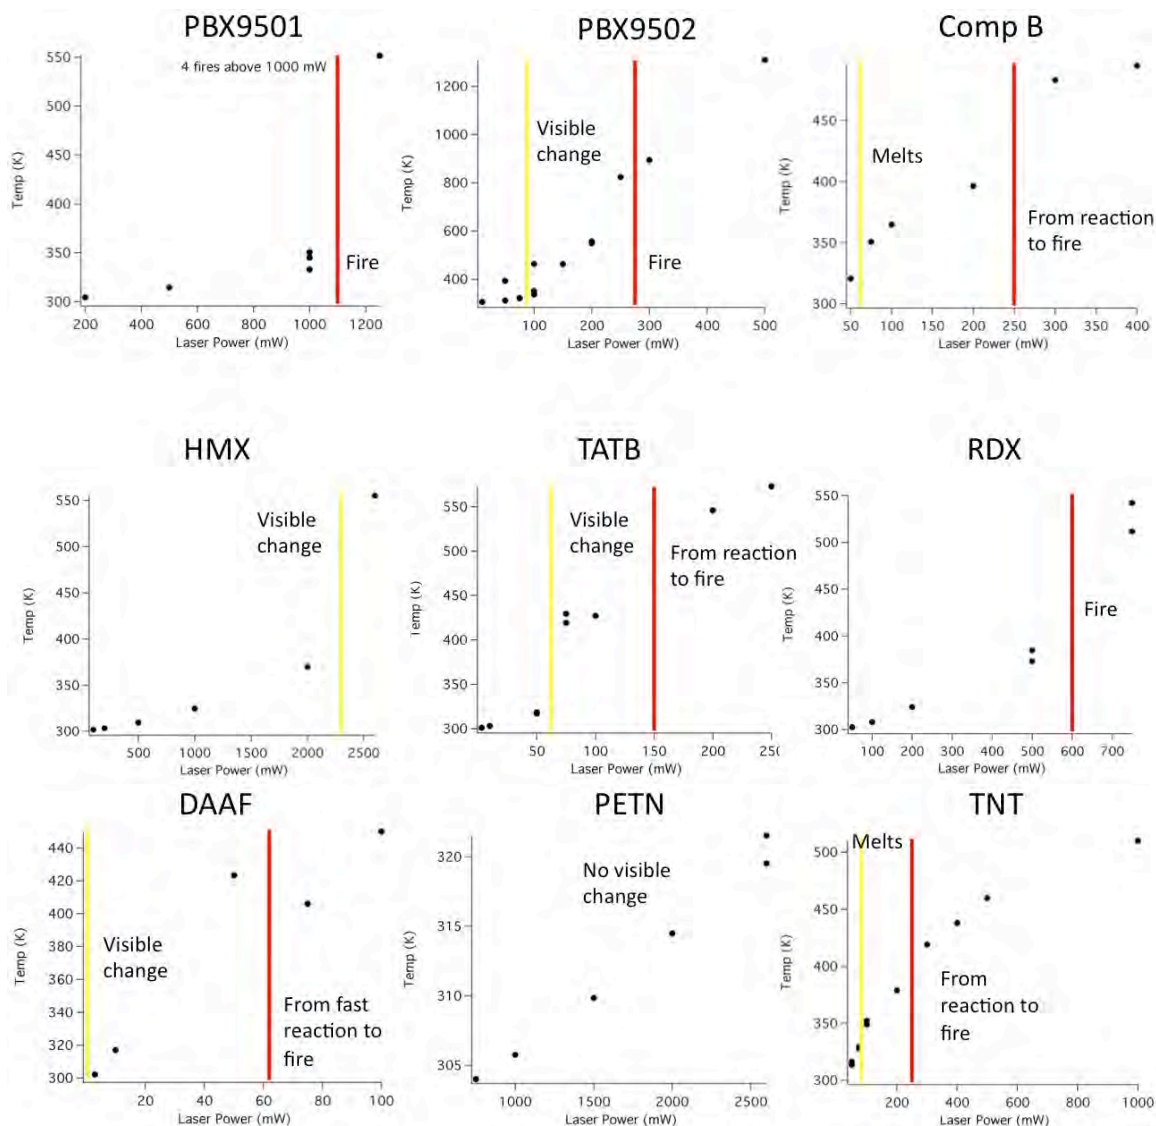 PBX9501
550
500
450
400
350
300
Temp (K)
4 fires above 1000 mW
Fire
200 400 600 800 1000 1200
Laser Power (mW)
PBX9502
1200
1000
800
600
400
Temp (K)
Visible
change
Fire
100 200 300 400 500
Laser Power (mW)
Comp B
450
400
350
300
Temp (K)
Melts
From reaction
to fire
50 100 150 200 250 300 350 400
Laser Power (mW)
HMX
550
500
450
400
350
300
Temp (K)
Visible
change
500 1000 1500 2000 2500
Laser Power (mW)
TATB
550
500
450
400
350
300
Temp (K)
Visible
change
From reaction
to fire
50 100 150 200 250
Laser Power (mW)
RDX
550
500
450
400
350
300
Temp (K)
Fire
100 200 300 400 500 600 700
Laser Power (mW)
DAAF
440
420
400
380
360
340
320
300
Temp (K)
Visible
change
From fast
reaction to
fire
20 40 60 80 100
Laser Power (mW)
PETN
320
315
310
305
Temp (K)
No visible
change
1000 1500 2000 2500
Laser Power (mW)
TNT
500
450
400
350
300
Temp (K)
Melts
From
reaction to
fire
200 400 600 800 1000
Laser Power (mW)